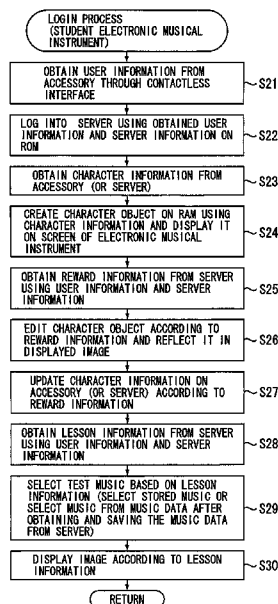 LOGIN PROCESS
(STUDENT ELECTRONIC MUSICAL
INSTRUMENT)
OBTAIN USER INFORMATION FROM
ACCESSORY THROUGH CONTACTLESS
INTERFACE
S21
LOG INTO SERVER USING OBTAINED USER
INFORMATION AND SERVER INFORMATION ON
ROM
S22
OBTAIN CHARACTER INFORMATION FROM
ACCESSORY (OR SERVER)
S23
CREATE CHARACTER OBJECT ON RAM USING
CHARACTER INFORMATION AND DISPLAY IT
ON SCREEN OF ELECTRONIC MUSICAL
INSTRUMENT
S24
OBTAIN REWARD INFORMATION FROM SERVER
USING USER INFORMATION AND SERVER
INFORMATION
S25
EDIT CHARACTER OBJECT ACCORDING TO
REWARD INFORMATION AND REFLECT IT IN
DISPLAYED IMAGE
S26
UPDATE CHARACTER INFORMATION ON
ACCESSORY (OR SERVER) ACCORDING TO
REWARD INFORMATION
S27
OBTAIN LESSON INFORMATION FROM SERVER
USING USER INFORMATION AND SERVER
INFORMATION
S28
SELECT TEST MUSIC BASED ON LESSON
INFORMATION (SELECT STORED MUSIC OR
SELECT MUSIC FROM MUSIC DATA AFTER
OBTAINING AND SAVING THE MUSIC DATA
FROM SERVER)
S29
DISPLAY IMAGE ACCORDING TO LESSON
INFORMATION
S30
RETURN